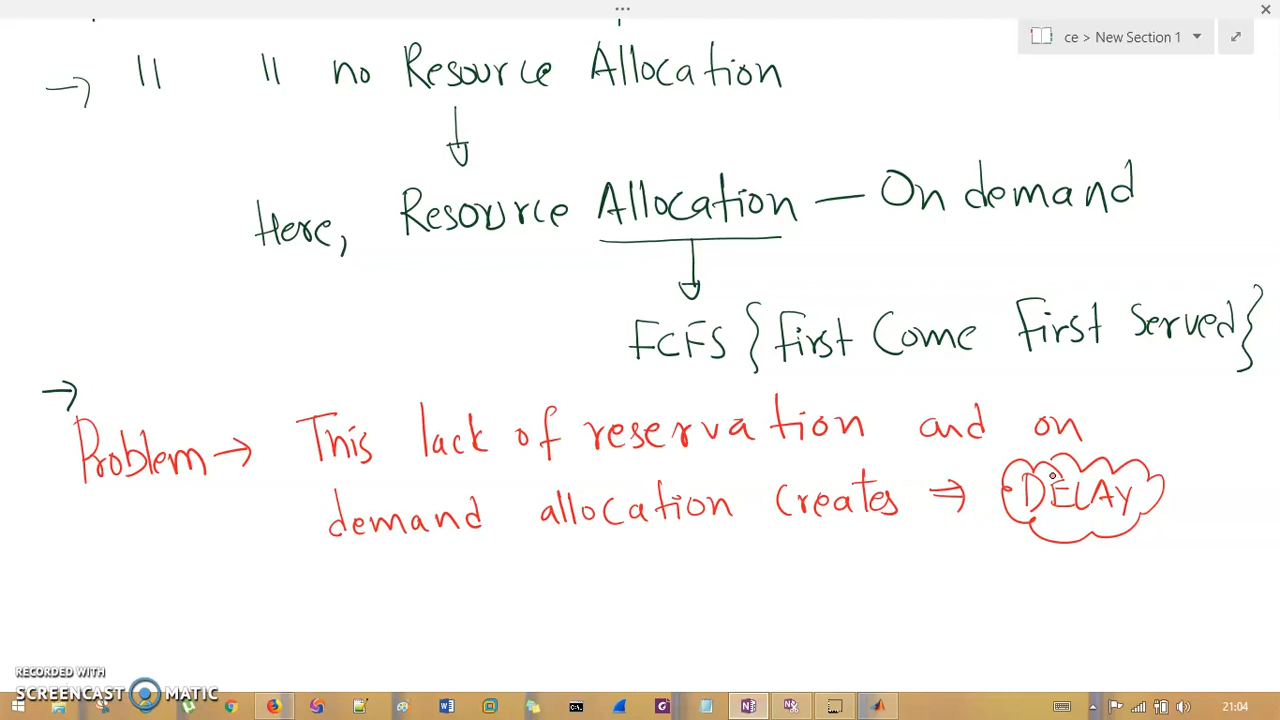 ce > New Section 1
→ " " no Resource Allocation
Here, Resource Allocation — On demand
FCFS {First Come First Served}
→
Problem → This lack of reservation and on
demand allocation creates ⇒ DELAY
RECORDED WITH
SCREENCAST MATIC
21:04